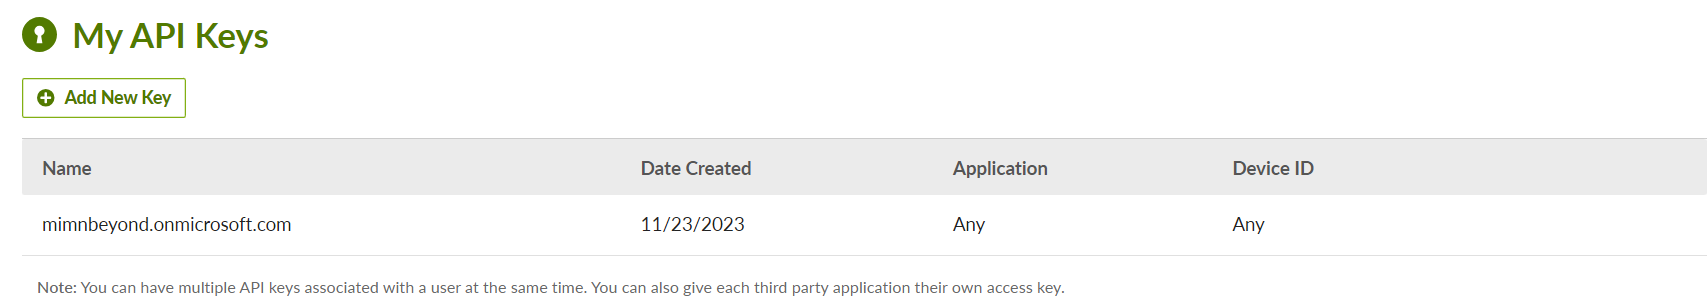 My API Keys
Add New Key
Name Date Created Application Device ID
mimnbeyond.onmicrosoft.com 11/23/2023 Any Any
Note: You can have multiple API keys associated with a user at the same time. You can also give each third party application their own access key.